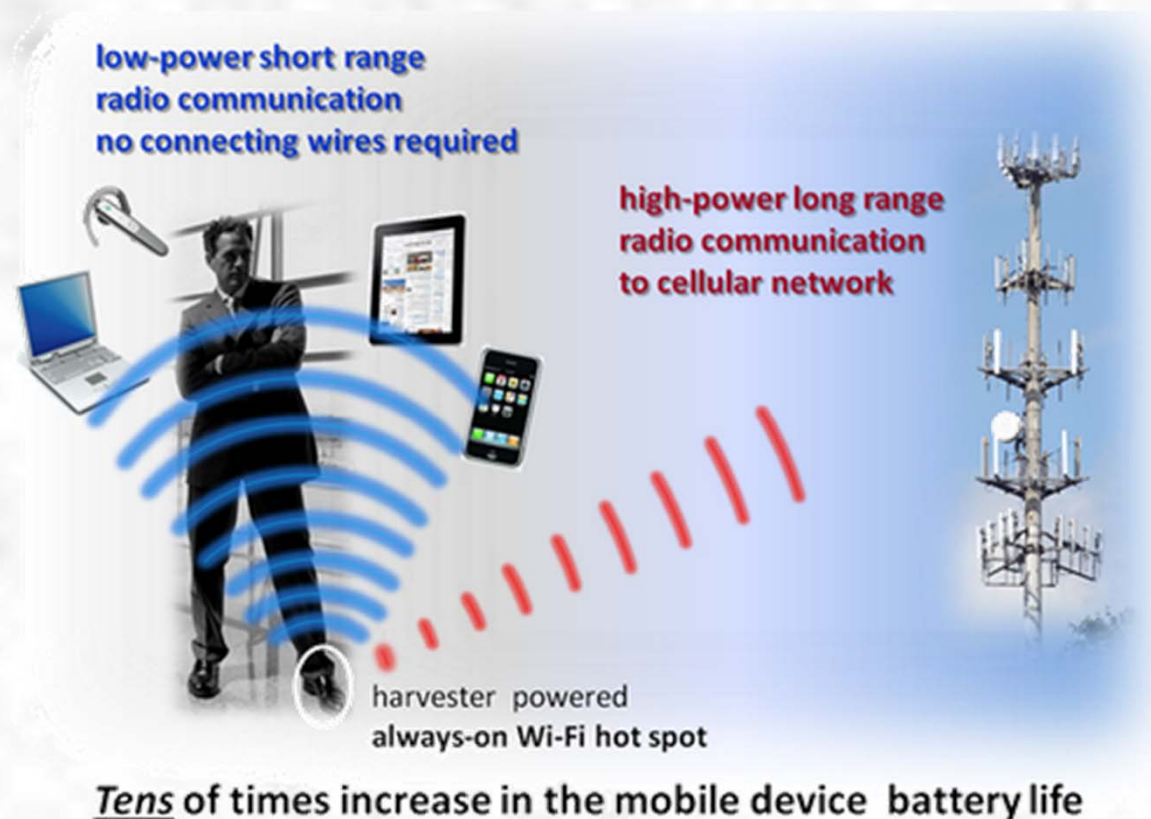 low-power short range
radio communication
no connecting wires required
high-power long range
radio communication
to cellular network
harvester powered
always-on Wi-Fi hot spot
Tens of times increase in the mobile device battery life